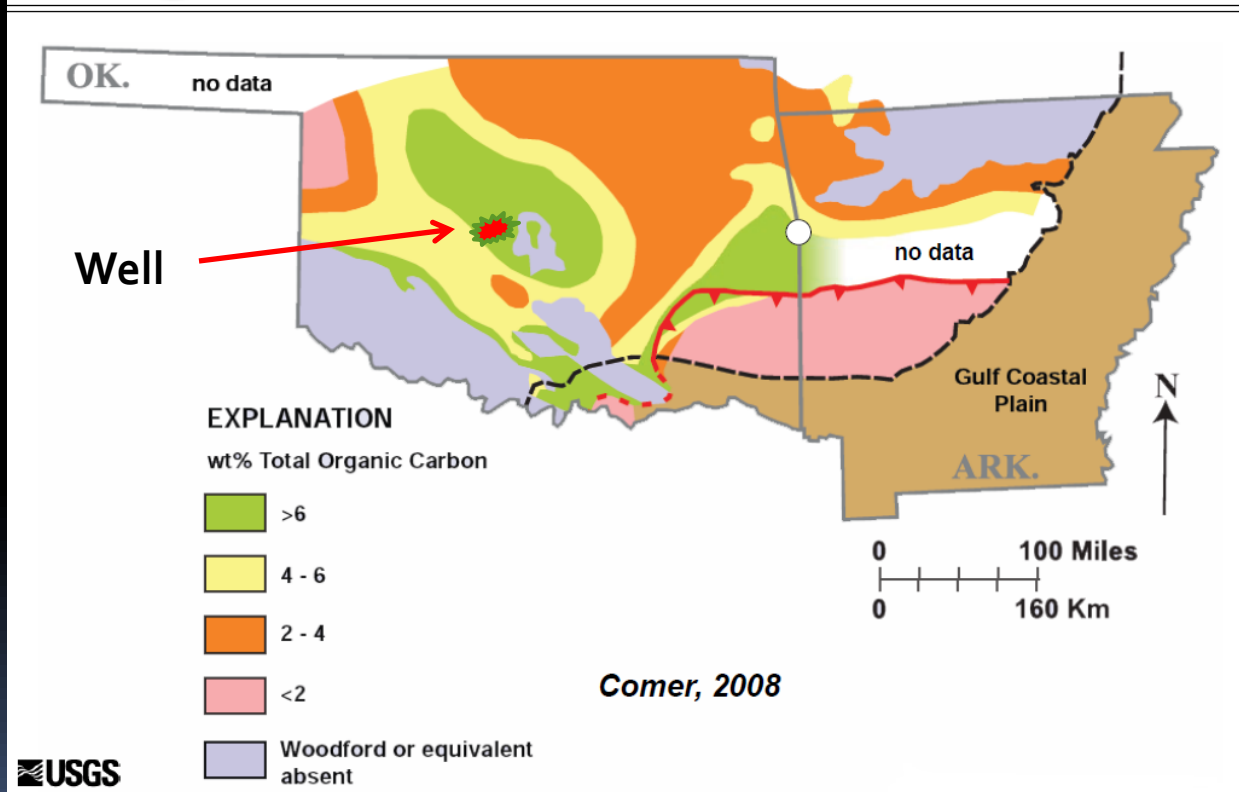 OK.
no data
Well
no data
Gulf Coastal
Plain
N
ARK.
EXPLANATION
wt% Total Organic Carbon
>6
4 - 6
2 - 4
<2
Woodford or equivalent
absent
0 100 Miles
0 160 Km
Comer, 2008
USGS